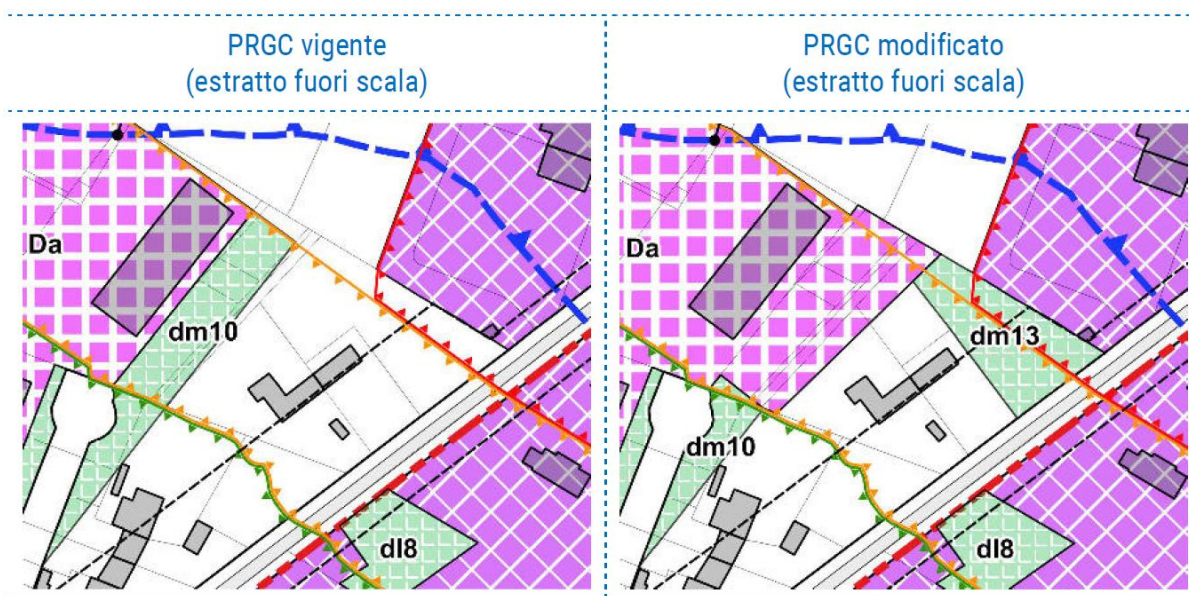 PRGC vigente
(estratto fuori scala)
PRGC modificato
(estratto fuori scala)
Da
dm10
dl8
Da
dm13
dm10
dl8